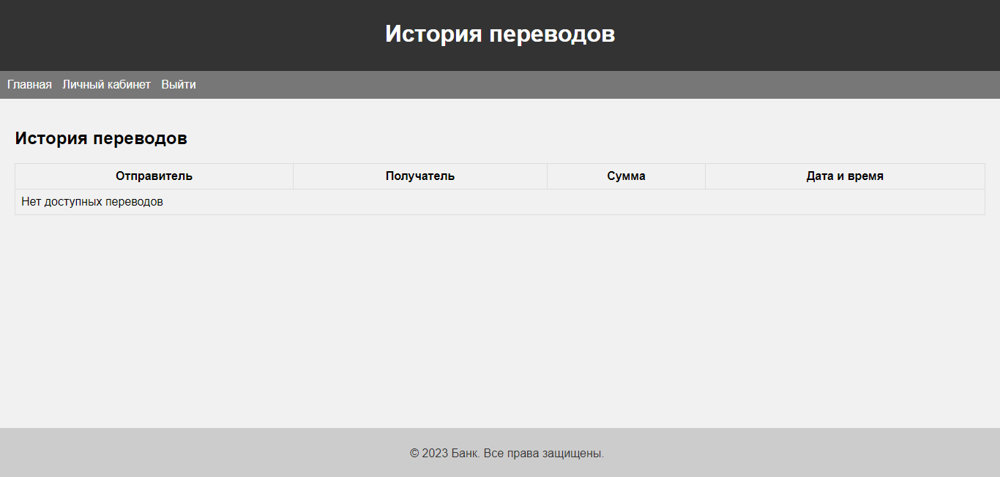 История переводов
Главная Личный кабинет Выйти
История переводов
Отправитель Получатель Сумма Дата и время
Нет доступных переводов
© 2023 Банк. Все права защищены.